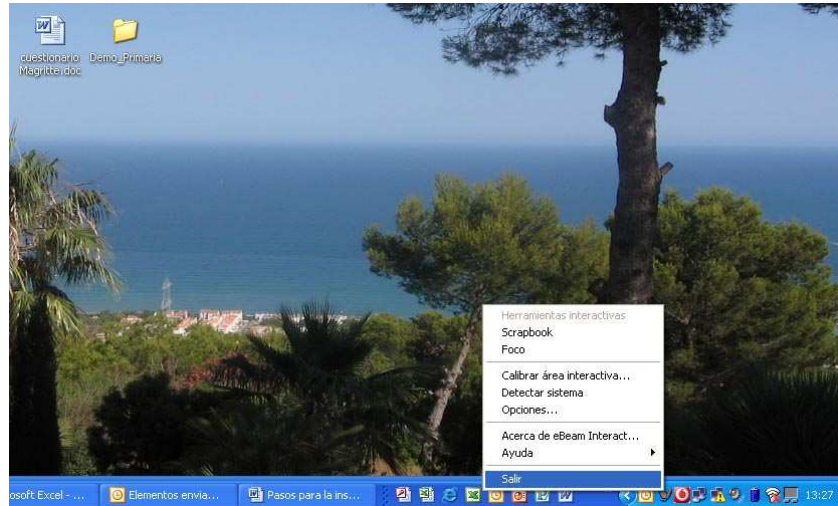 cuestionario
Magritte.doc
Demo_Primaria
Herramientas interactivas
Scrapbook
Foco
Calibrar área interactiva...
Detectar sistema
Opciones...
Acerca de eBeam Interact...
Ayuda
Salir
osoft Excel - ...
Elementos envia...
Pasos para la ins...
13:27